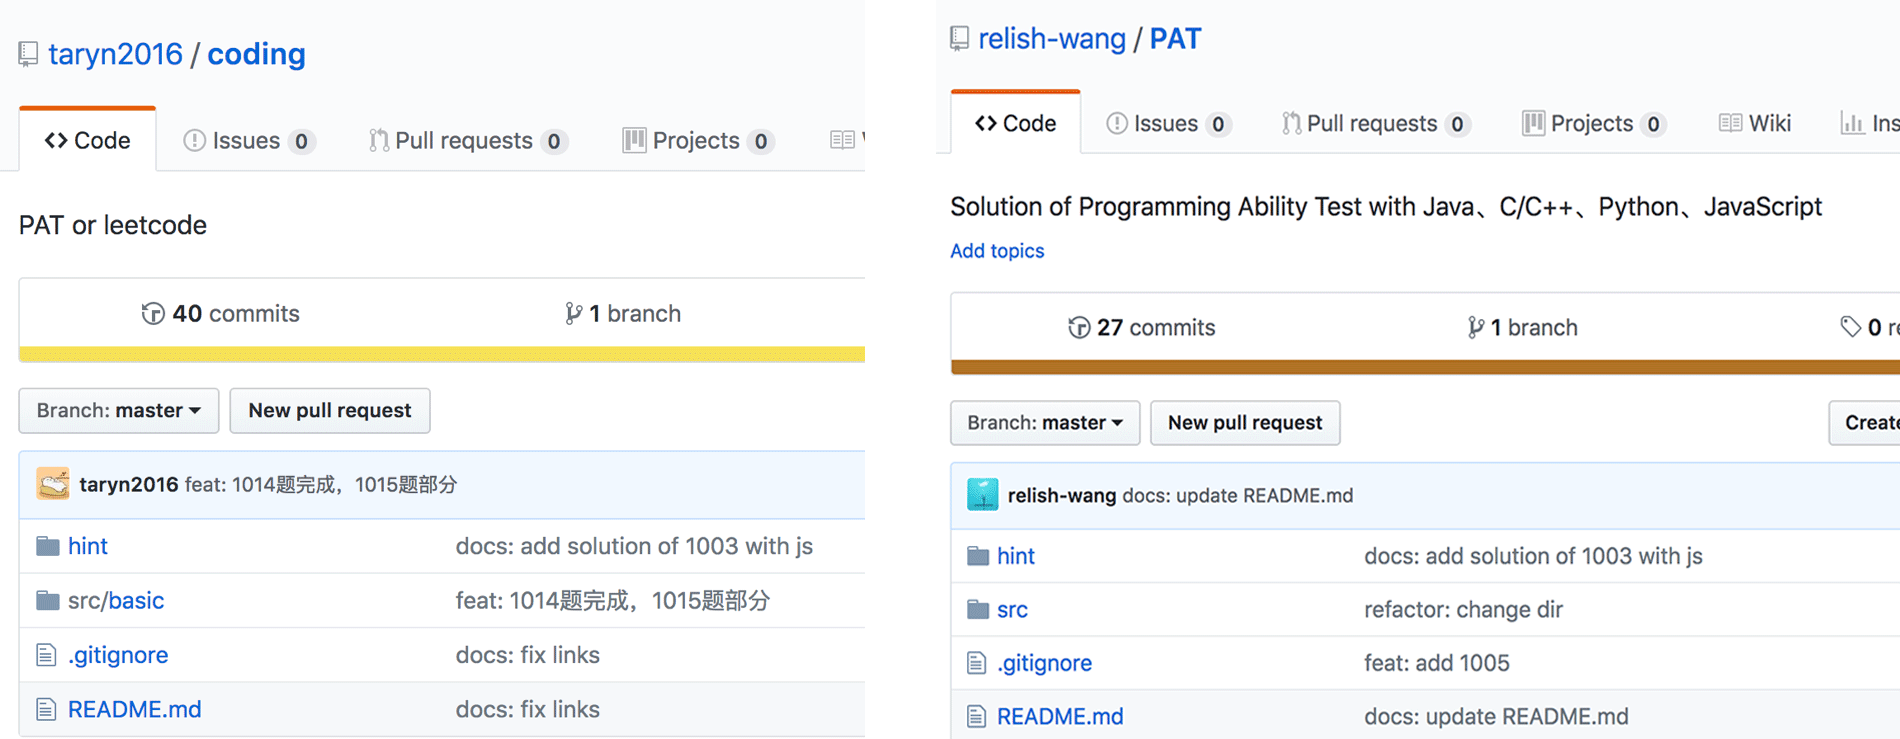 taryn2016 / coding
Code Issues 0 Pull requests 0 Projects 0
PAT or leetcode
40 commits 1 branch
Branch: master New pull request
taryn2016 feat: 1014题完成，1015题部分
hint docs: add solution of 1003 with js
src/basic feat: 1014题完成，1015题部分
.gitignore docs: fix links
README.md docs: fix links
relish-wang / PAT
Code Issues 0 Pull requests 0 Projects 0 Wiki Ins
Solution of Programming Ability Test with Java、C/C++、Python、JavaScript
Add topics
27 commits 1 branch 0 re
Branch: master New pull request Create
relish-wang docs: update README.md
hint docs: add solution of 1003 with js
src refactor: change dir
.gitignore feat: add 1005
README.md docs: update README.md